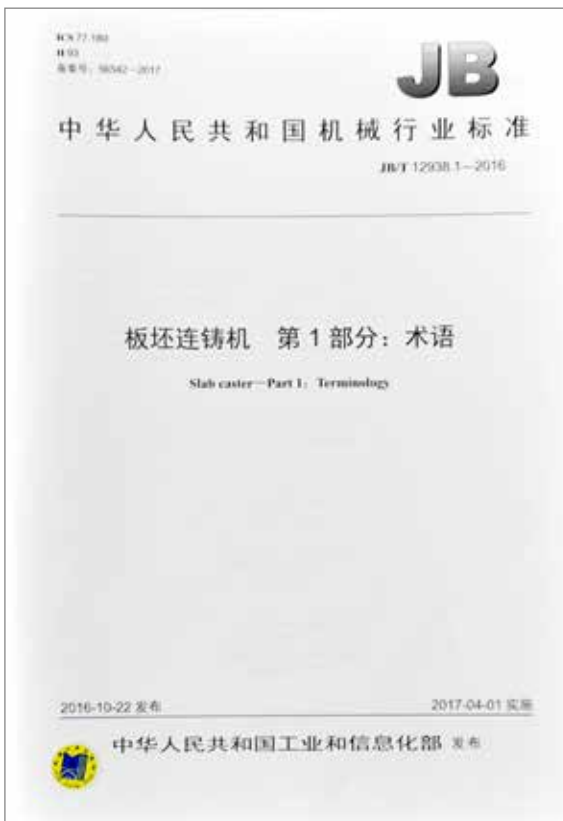 ICS 77.180
H 93
备案号：56542—2017
JB
中华人民共和国机械行业标准
JB/T 12938.1—2016
板坯连铸机 第1部分：术语
Slab caster—Part 1：Terminology
2016-10-22 发布
2017-04-01 实施
中华人民共和国工业和信息化部 发布